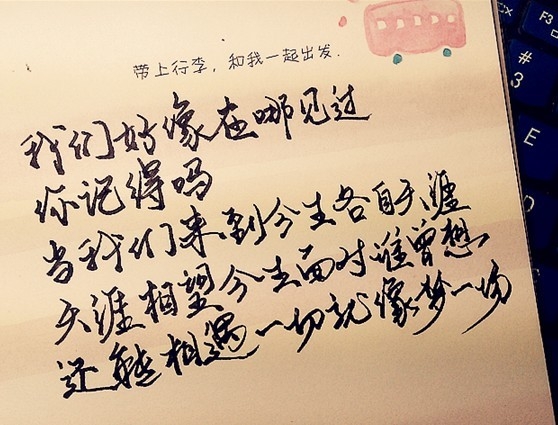 带上行李,和我一起出发.
我们好像在哪见过
你记得吗
当我们来到今生各自天涯
天涯相望今生面对谁曾想
还能相遇一切就像梦一场
F3
#
3
E
D